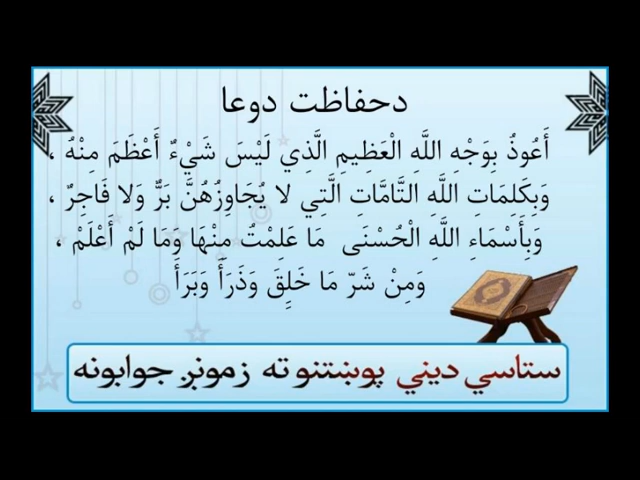 دحفاظت دوعا
أَعُوذُ بِوَجْهِ اللَّهِ الْعَظِيمِ الَّذِي لَيْسَ شَيْءٌ أَعْظَمَ مِنْهُ ،
وَبِكَلِمَاتِ اللَّهِ التَّامَّاتِ الَّتِي لا يُجَاوِزُهُنَّ بَرٌّ وَلا فَاجِرٌ ،
وَبِأَسْمَاءِ اللَّهِ الْحُسْنَى مَا عَلِمْتُ مِنْهَا وَمَا لَمْ أَعْلَمْ ،
وَمِنْ شَرّ مَا خَلِقَ وَذَرَأَ وَبَرَأَ
ستاسي ديني پوښتنو ته زمونږ جوابونه